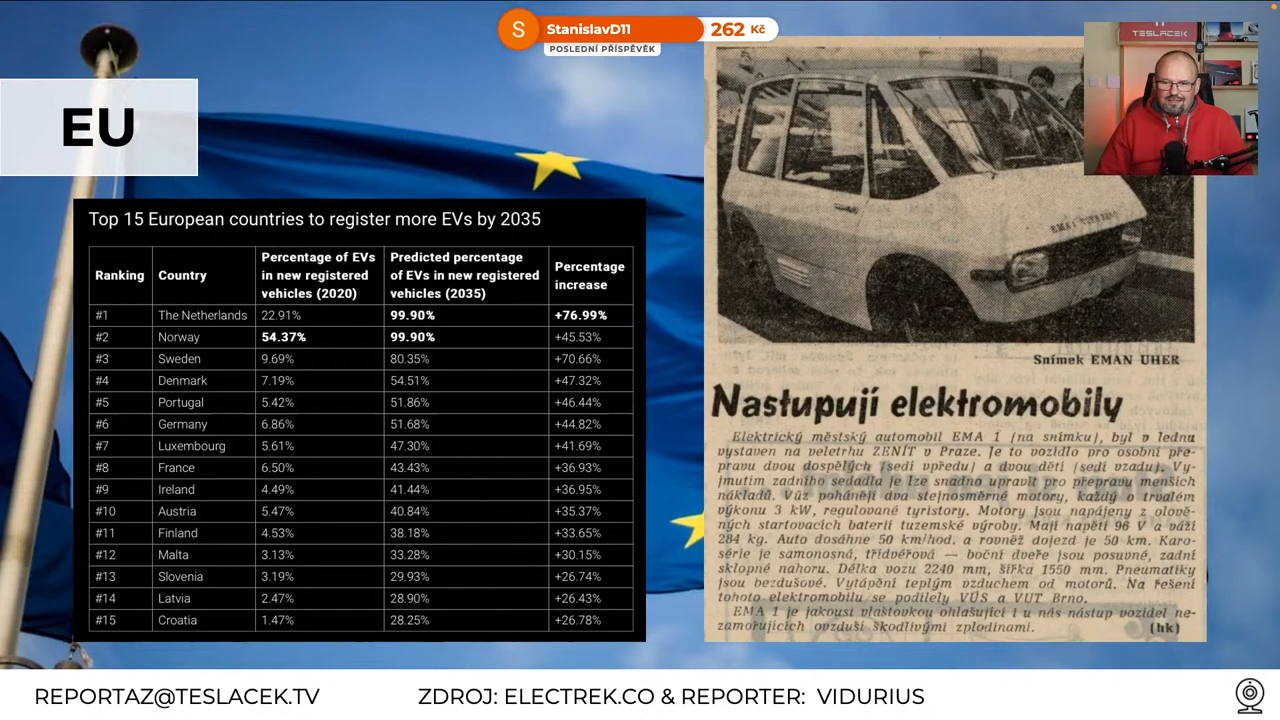 S
StanislavD11
262 Kč
POSLEDNÍ PŘÍSPĚVĚK
TESLACEK
EU
Top 15 European countries to register more EVs by 2035
Ranking Country Percentage of EVs in new registered vehicles (2020) Predicted percentage of EVs in new registered vehicles (2035) Percentage increase
#1 The Netherlands 22.91% 99.90% +76.99%
#2 Norway 54.37% 99.90% +45.53%
#3 Sweden 9.69% 80.35% +70.66%
#4 Denmark 7.19% 54.51% +47.32%
#5 Portugal 5.42% 51.86% +46.44%
#6 Germany 6.86% 51.68% +44.82%
#7 Luxembourg 5.61% 47.30% +41.69%
#8 France 6.50% 43.43% +36.93%
#9 Ireland 4.49% 41.44% +36.95%
#10 Austria 5.47% 40.84% +35.37%
#11 Finland 4.53% 38.18% +33.65%
#12 Malta 3.13% 33.28% +30.15%
#13 Slovenia 3.19% 29.93% +26.74%
#14 Latvia 2.47% 28.90% +26.43%
#15 Croatia 1.47% 28.25% +26.78%
Snímek EMAN UHER
Nastupují elektromobily
Elektrický městský automobil EMA 1 (na snímku), byl v lednu
vystaven na veletrhu ZENIT v Praze. Je to vozidlo pro osobní pře-
pravu dvou dospělých (sedí vpředu) a dvou dětí (sedí vzadu). Vy-
jmutím zadního sedadla je lze snadno upravit pro přepravu menších
nákladů. Vůz pohánějí dva stejnosměrné motory, každý o trvalém
výkonu 3 kW, regulované tyristory. Motory jsou napájeny z olově-
ných startovacích baterií tuzemské výroby. Mají napětí 96 V a váží
284 kg. Auto dosáhne 50 km/hod. a rovněž dojezd je 50 km. Karo-
série je samonosná, třídvéřová — boční dveře jsou posuvné, zadní
sklopné nahoru. Délka vozu 2240 mm, šířka 1550 mm. Pneumatiky
jsou bezdušové. Vytápění teplým vzduchem od motorů. Na řešení
tohoto elektromobilu se podílely VÚS a VUT Brno.
EMA 1 je jakousi vlaštovkou ohlašující i u nás nástup vozidel ne-
zamořujících ovzduší škodlivými zplodinami. (hk)
REPORTAZ@TESLACEK.TV
ZDROJ: ELECTREK.CO & REPORTER: VIDURIUS